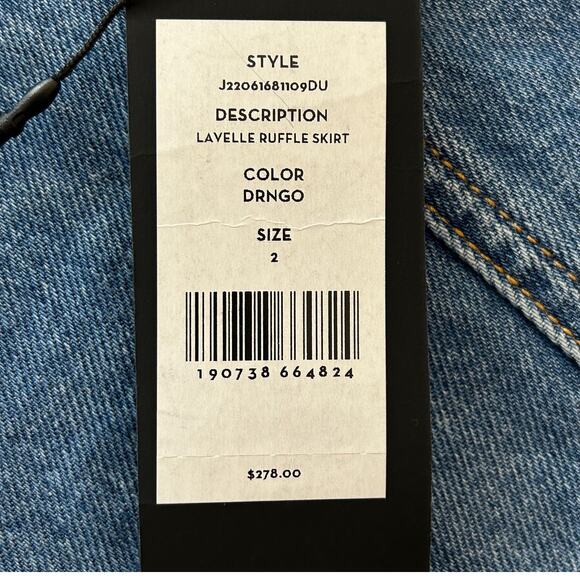 STYLE
J22061681109DU
DESCRIPTION
LAVELLE RUFFLE SKIRT
COLOR
DRNGO
SIZE
2
190738 664824
$278.00